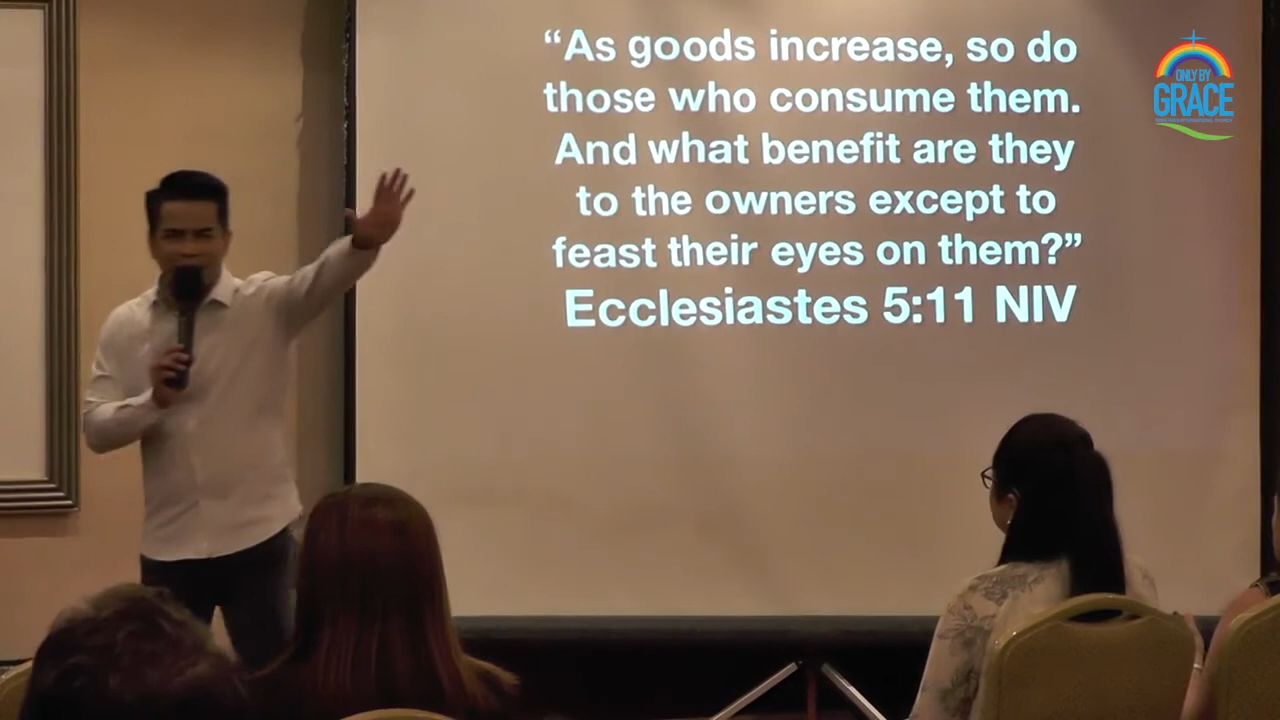 “As goods increase, so do
those who consume them.
And what benefit are they
to the owners except to
feast their eyes on them?”
Ecclesiastes 5:11 NIV
ONLY BY
GRACE